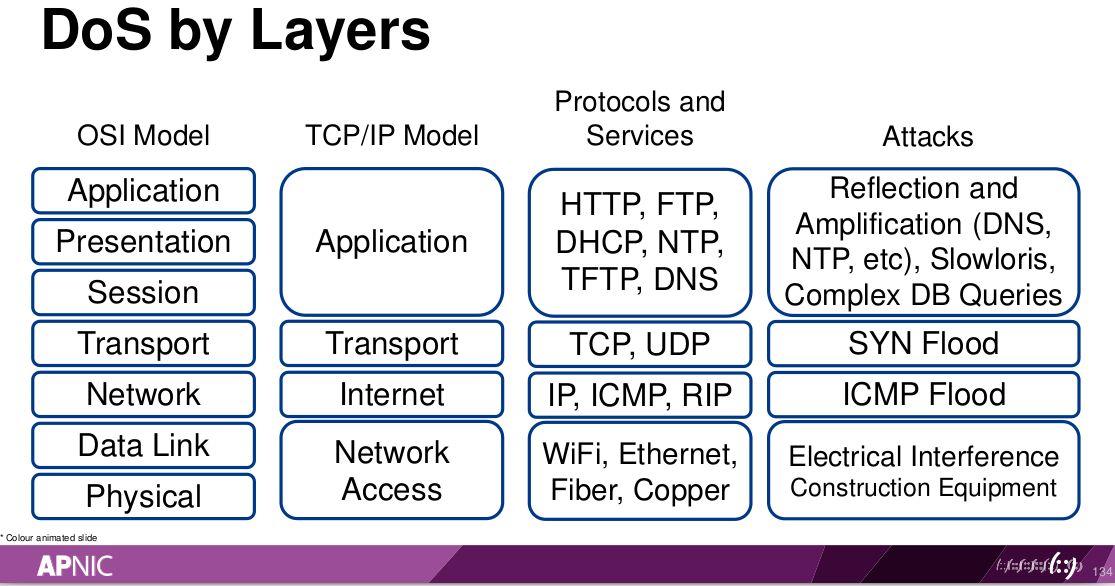 DoS by Layers
OSI Model
TCP/IP Model
Protocols and
Services
Attacks
Application
Presentation
Session
Transport
Network
Data Link
Physical
Application
Transport
Internet
Network
Access
HTTP, FTP,
DHCP, NTP,
TFTP, DNS
TCP, UDP
IP, ICMP, RIP
WiFi, Ethernet,
Fiber, Copper
Reflection and
Amplification (DNS,
NTP, etc), Slowloris,
Complex DB Queries
SYN Flood
ICMP Flood
Electrical Interference
Construction Equipment
* Colour animated slide
APNIC
134